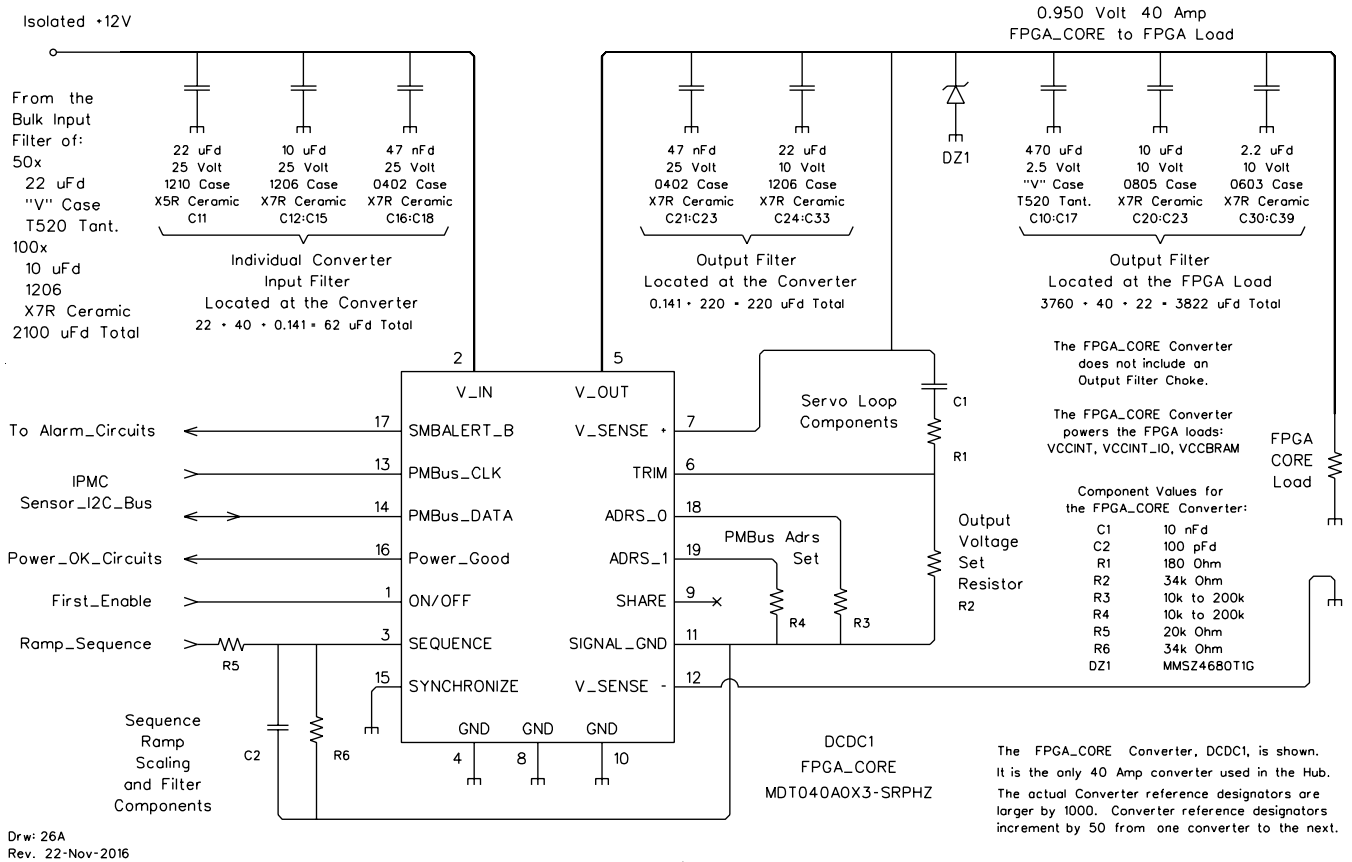 Isolated +12V
0.950 Volt 40 Amp
FPGA_CORE to FPGA Load
From the
Bulk Input
Filter of:
50x
22 uFd
"V" Case
T520 Tant.
100x
10 uFd
1206
X7R Ceramic
2100 uFd Total
22 uFd
25 Volt
1210 Case
X5R Ceramic
C11
10 uFd
25 Volt
1206 Case
X7R Ceramic
C12:C15
47 nFd
25 Volt
0402 Case
X7R Ceramic
C16:C18
Individual Converter
Input Filter
Located at the Converter
22 + 40 + 0.141 = 62 uFd Total
47 nFd
25 Volt
0402 Case
X7R Ceramic
C21:C23
22 uFd
10 Volt
1206 Case
X7R Ceramic
C24:C33
Output Filter
Located at the Converter
0.141 + 220 = 220 uFd Total
DZ1
470 uFd
2.5 Volt
"V" Case
T520 Tant.
C10:C17
10 uFd
10 Volt
0805 Case
X7R Ceramic
C20:C23
2.2 uFd
10 Volt
0603 Case
X7R Ceramic
C30:C39
Output Filter
Located at the FPGA Load
3760 + 40 + 22 = 3822 uFd Total
The FPGA_CORE Converter
does not include an
Output Filter Choke.
The FPGA_CORE Converter
powers the FPGA loads:
VCCINT, VCCINT_IO, VCCBRAM
FPGA
CORE
Load
Component Values for
the FPGA_CORE Converter:
C1 10 nFd
C2 100 pFd
R1 180 Ohm
R2 34k Ohm
R3 10k to 200k
R4 10k to 200k
R5 20k Ohm
R6 34k Ohm
DZ1 MMSZ4680T1G
2
5
V_IN
V_OUT
To Alarm_Circuits
17
SMBALERT_B
V_SENSE +
7
IPMC
Sensor_I2C_Bus
13
PMBus_CLK
TRIM
6
14
PMBus_DATA
ADRS_0
18
Power_OK_Circuits
16
Power_Good
ADRS_1
19
First_Enable
1
ON/OFF
SHARE
9
Ramp_Sequence
R5
3
SEQUENCE
SIGNAL_GND
11
15
SYNCHRONIZE
V_SENSE -
12
GND
GND
GND
4
8
10
Servo Loop
Components
C1
R1
PMBus Adrs
Set
R4
R3
Output
Voltage
Set
Resistor
R2
Sequence
Ramp
Scaling
and Filter
Components
C2
R6
DCDC1
FPGA_CORE
MDT040A0X3-SRPHZ
The FPGA_CORE Converter, DCDC1, is shown.
It is the only 40 Amp converter used in the Hub.
The actual Converter reference designators are
larger by 1000. Converter reference designators
increment by 50 from one converter to the next.
Drw: 26A
Rev. 22-Nov-2016